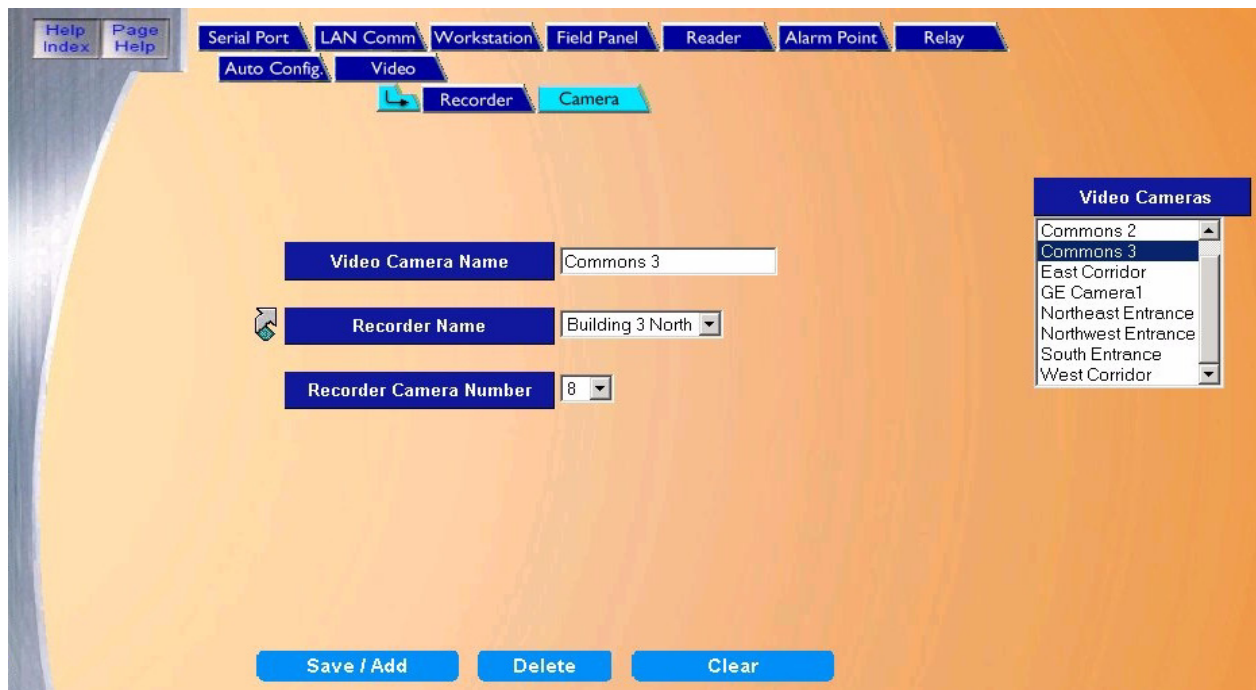 Help Index
Page Help
Serial Port
LAN Comm
Workstation
Field Panel
Reader
Alarm Point
Relay
Auto Config.
Video
Recorder
Camera
Video Cameras
Commons 2
Commons 3
East Corridor
GE Camera1
Northeast Entrance
Northwest Entrance
South Entrance
West Corridor
Video Camera Name
Commons 3
Recorder Name
Building 3 North
Recorder Camera Number
8
Save / Add
Delete
Clear